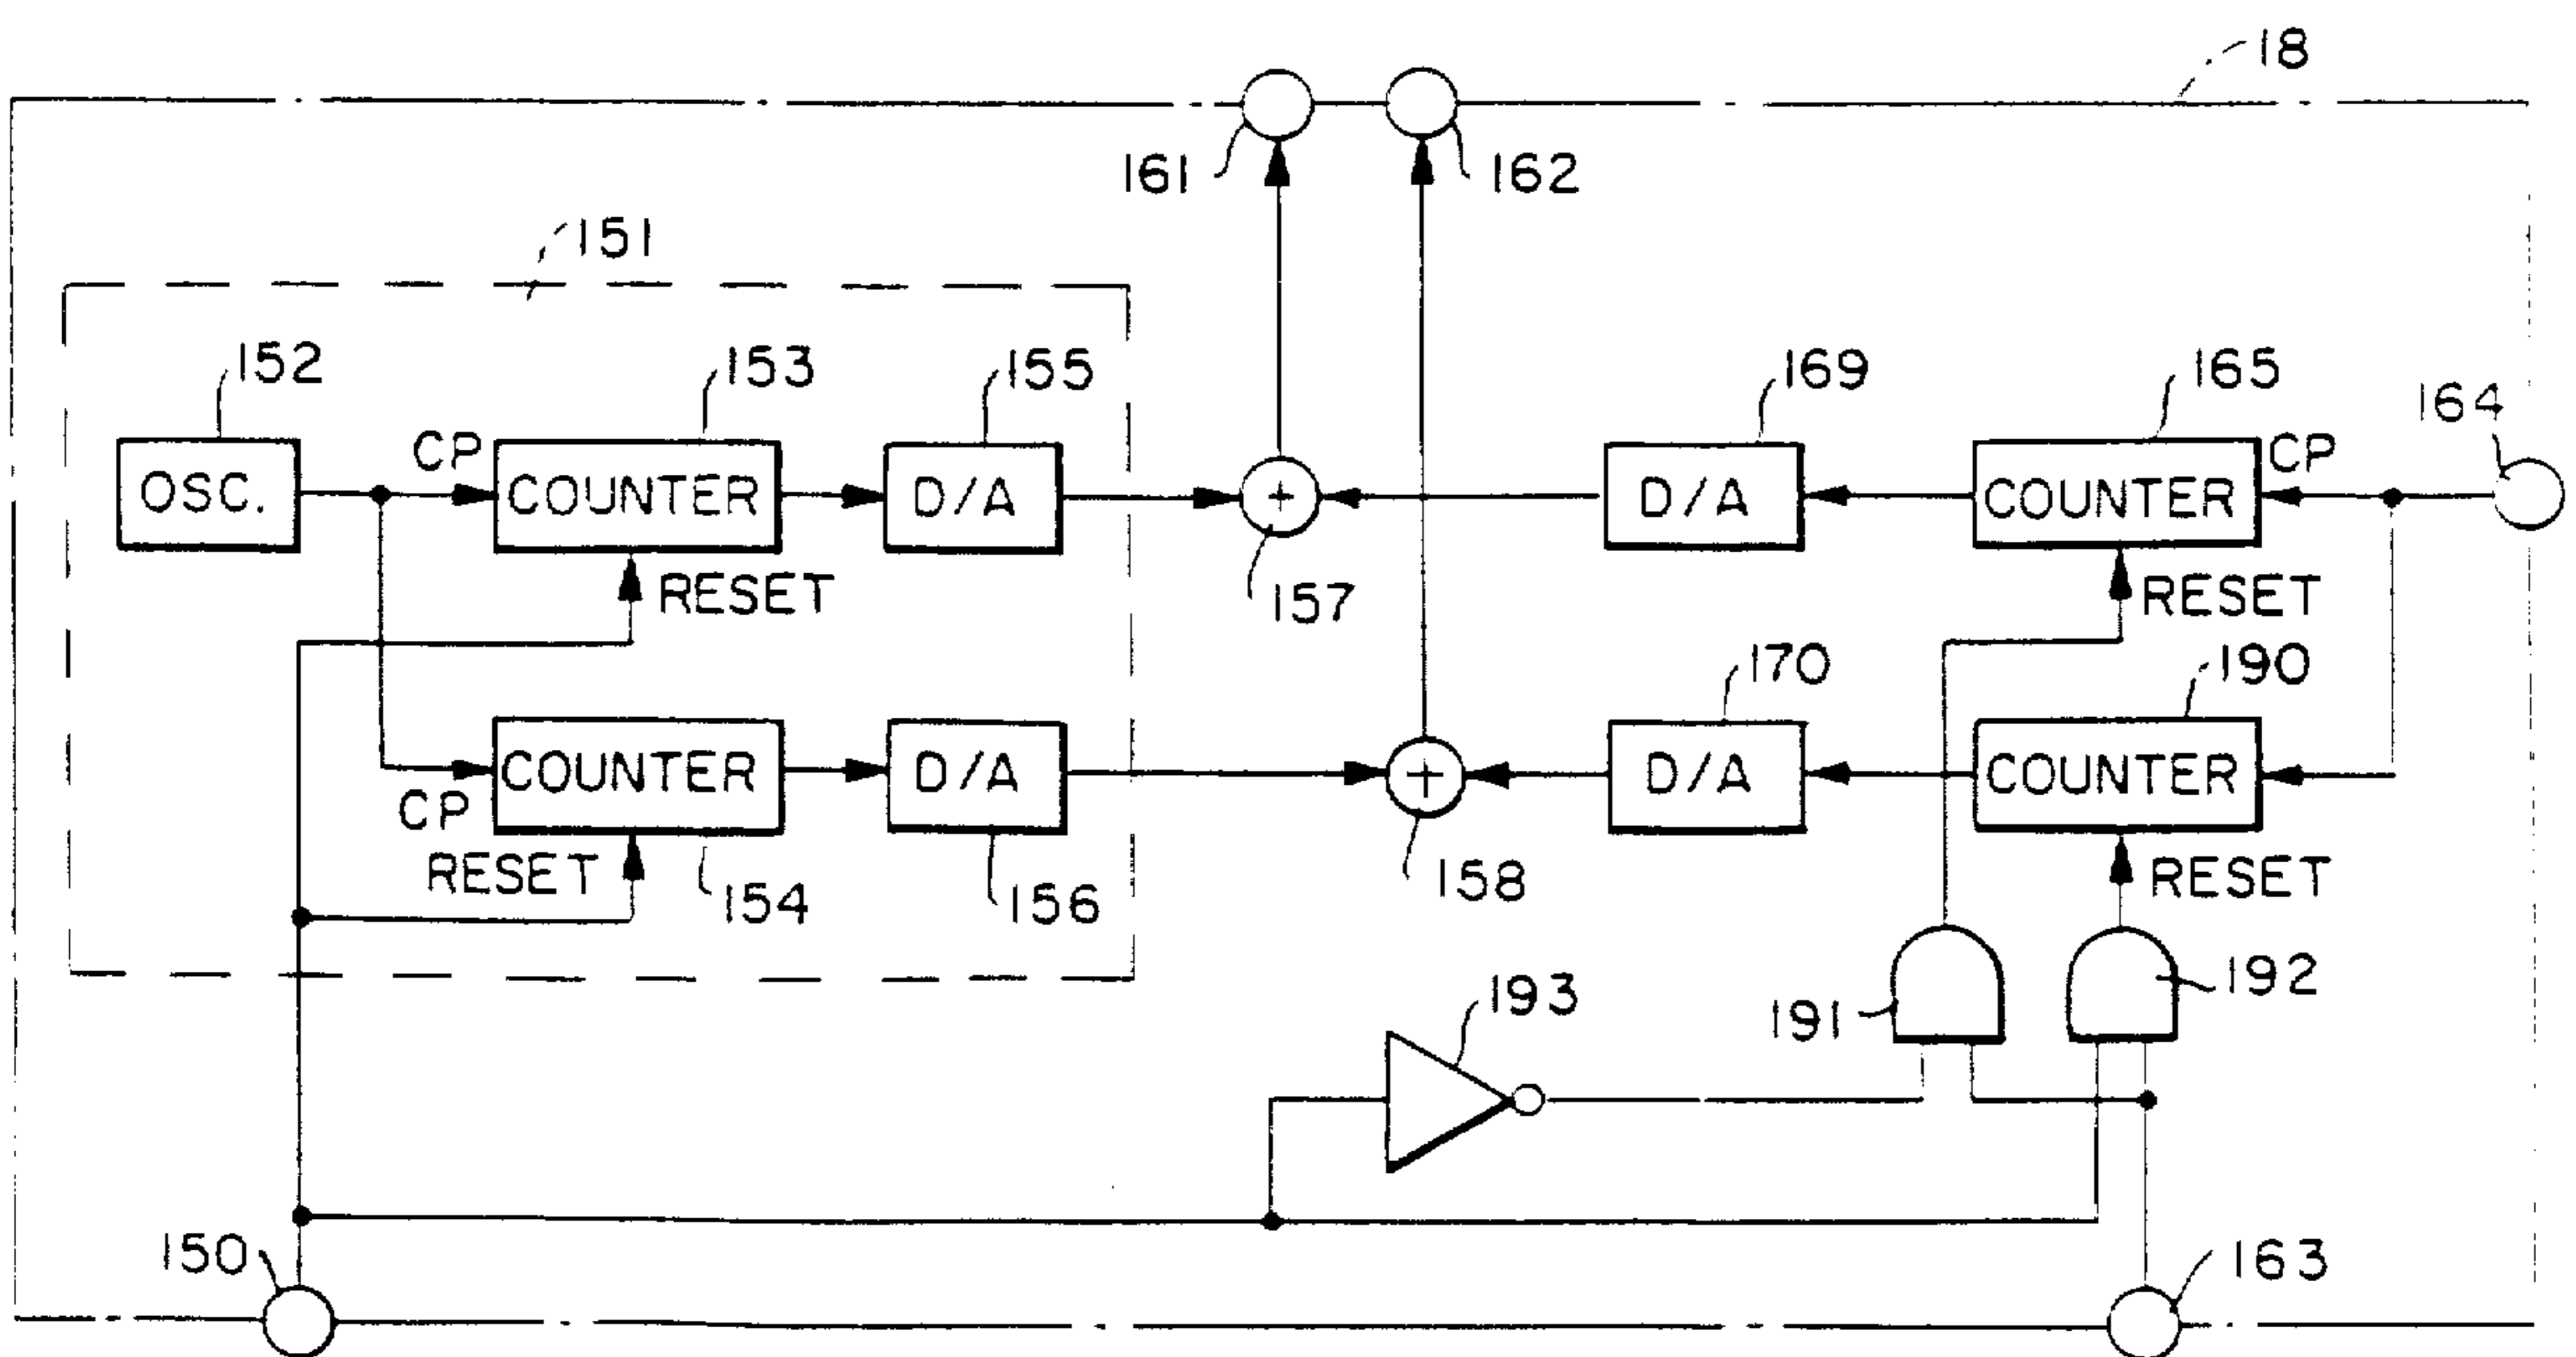 18
161
162
151
152
153
155
169
165
164
OSC.
CP
COUNTER
D/A
+
D/A
COUNTER
CP
RESET
157
RESET
170
190
COUNTER
D/A
+
D/A
COUNTER
CP
RESET
154
156
158
RESET
193
191
192
150
163